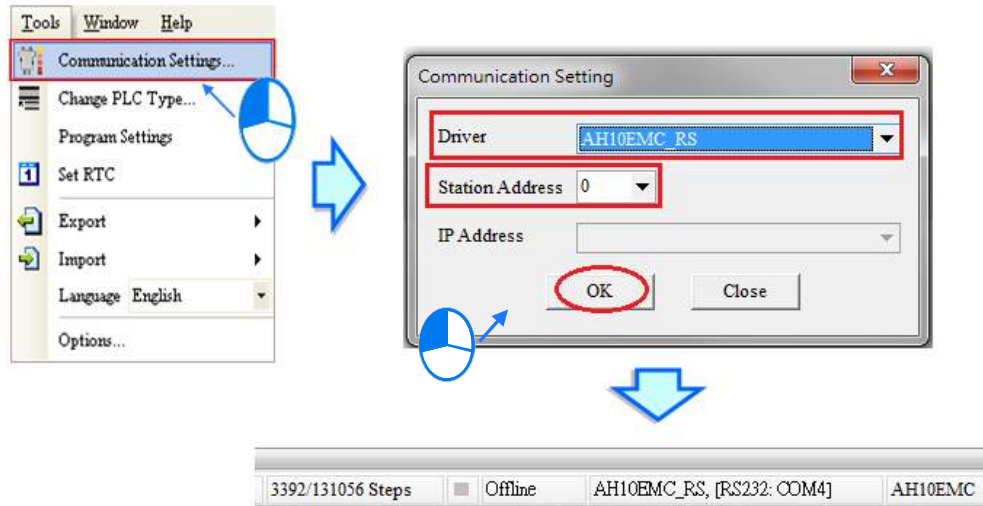 Tools Window Help
Communication Settings...
Change PLC Type...
Program Settings
1 Set RTC
Export
Import
Language English
Options...
Communication Setting
Driver AH10EMC_RS
Station Address 0
IP Address
OK Close
3392/131056 Steps Offline AH10EMC_RS, [RS232: COM4] AH10EMC